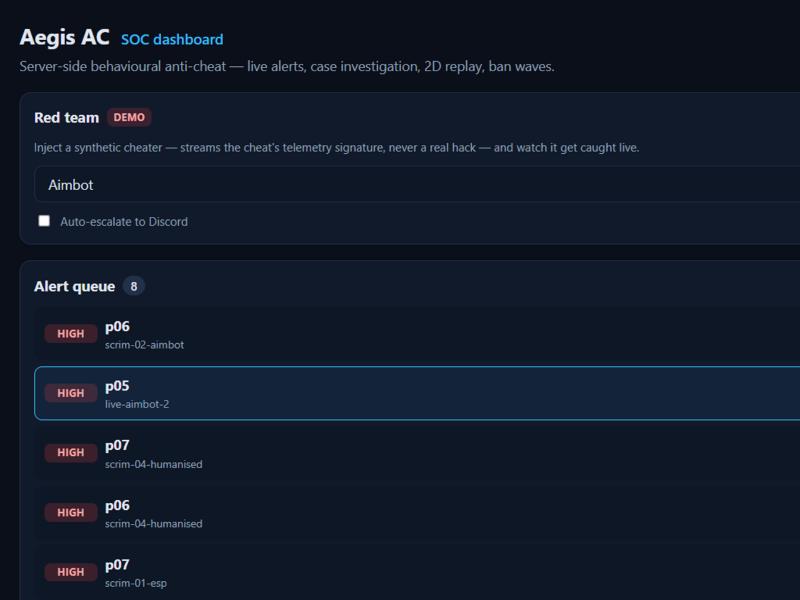 Aegis AC SOC dashboard
Server-side behavioural anti-cheat — live alerts, case investigation, 2D replay, ban waves.
Red team DEMO
Inject a synthetic cheater — streams the cheat's telemetry signature, never a real hack — and watch it get caught live.
Aimbot
Auto-escalate to Discord
Alert queue 8
HIGH p06
scrim-02-aimbot
HIGH p05
live-aimbot-2
HIGH p07
scrim-04-humanised
HIGH p06
scrim-04-humanised
HIGH p07
scrim-01-esp